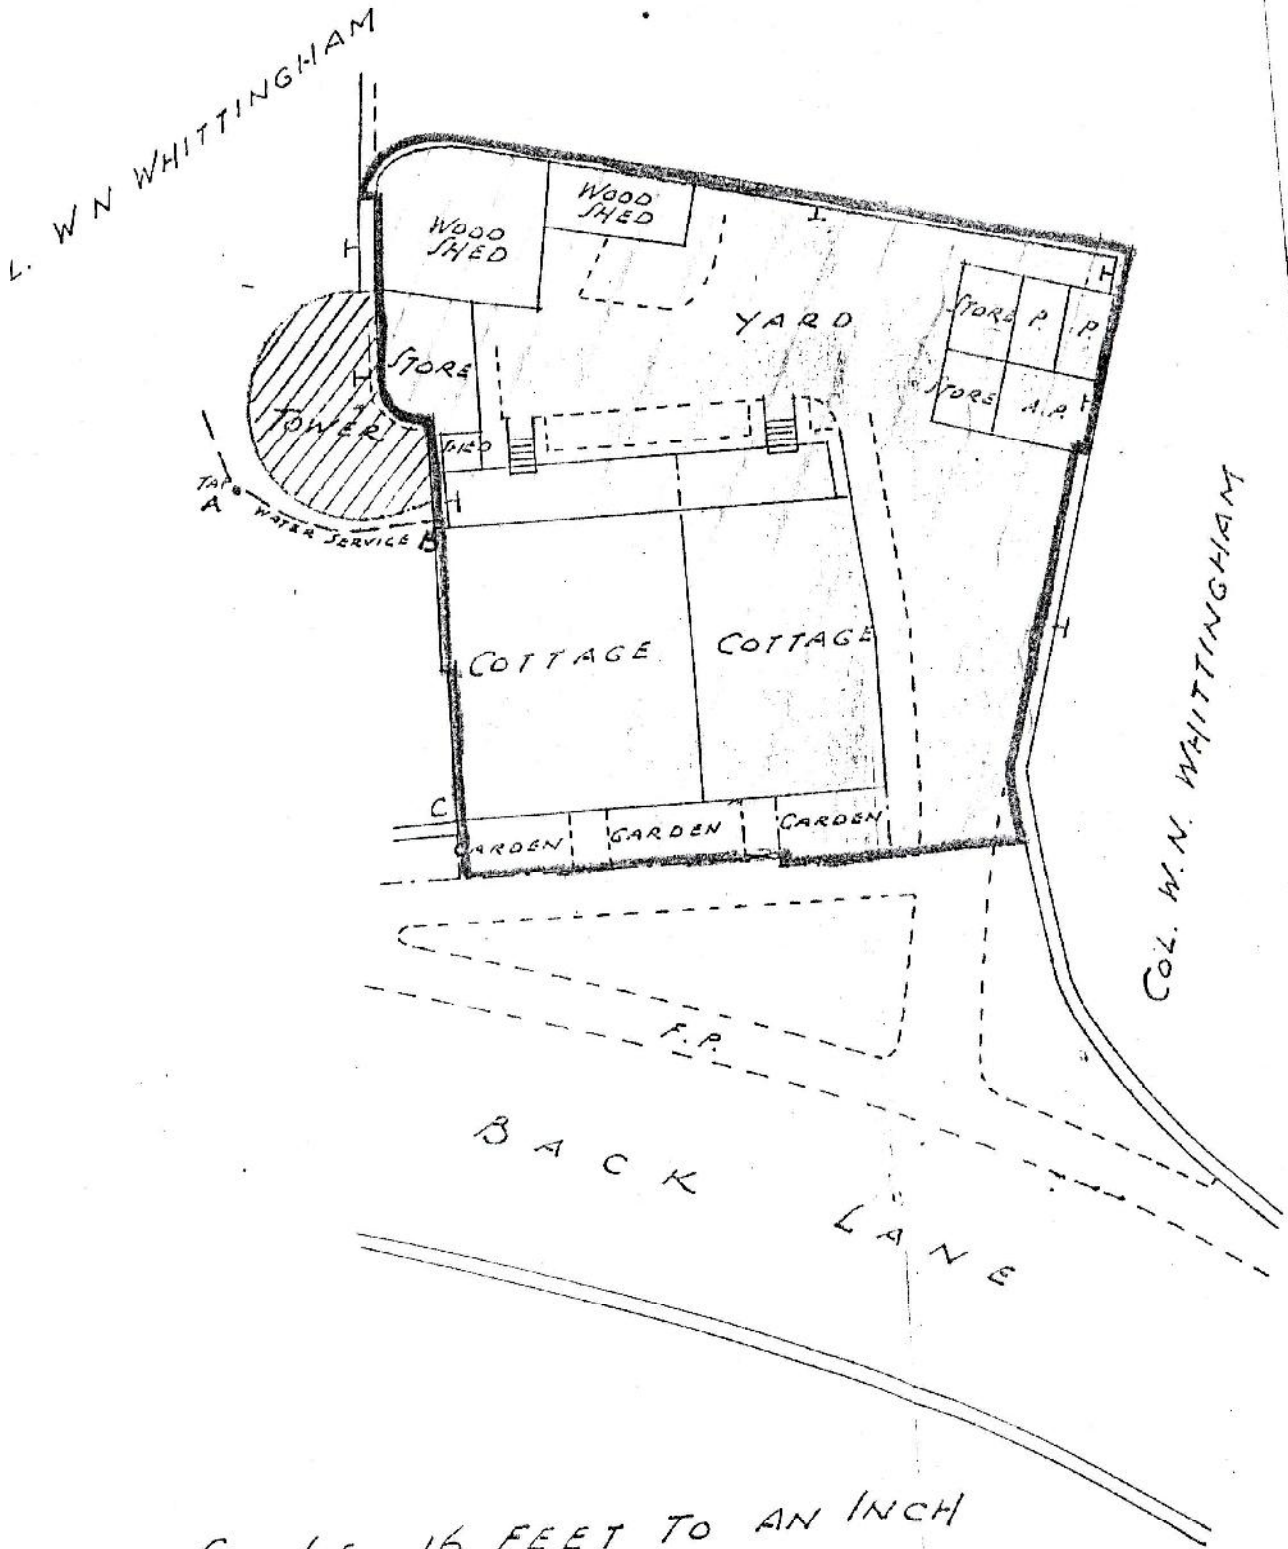 L. W N WHITTINGHAM
WOOD
SHED
WOOD
SHED
I.
YARD
STORE P. P.
STORE A.P.
STORE
TOWER
SHED
TAP
A
WATER SERVICE B
COTTAGE
COTTAGE
C
GARDEN
GARDEN
GARDEN
COL. W.N. WHITTINGHAM
F.P.
BACK LANE
16 FEET TO AN INCH